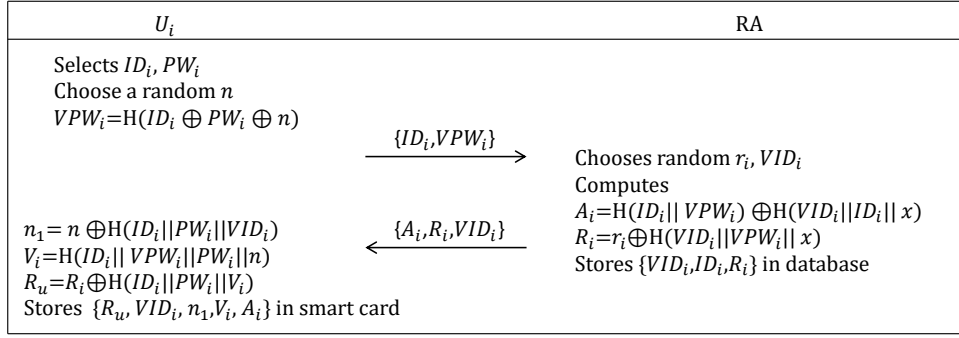 U_i RA
Selects ID_i, PW_i
Choose a random n
VPW_i=H(ID_i ⊕ PW_i ⊕ n)
{ID_i,VPW_i}
Chooses random r_i, VID_i
Computes
A_i=H(ID_i|| VPW_i) ⊕H(VID_i||ID_i|| x)
R_i=r_i⊕H(VID_i||VPW_i|| x)
Stores {VID_i,ID_i,R_i} in database
{A_i,R_i,VID_i}
n_1= n ⊕H(ID_i||PW_i||VID_i)
V_i=H(ID_i|| VPW_i||PW_i||n)
R_u=R_i⊕H(ID_i||PW_i||V_i)
Stores {R_u, VID_i, n_1,V_i, A_i} in smart card